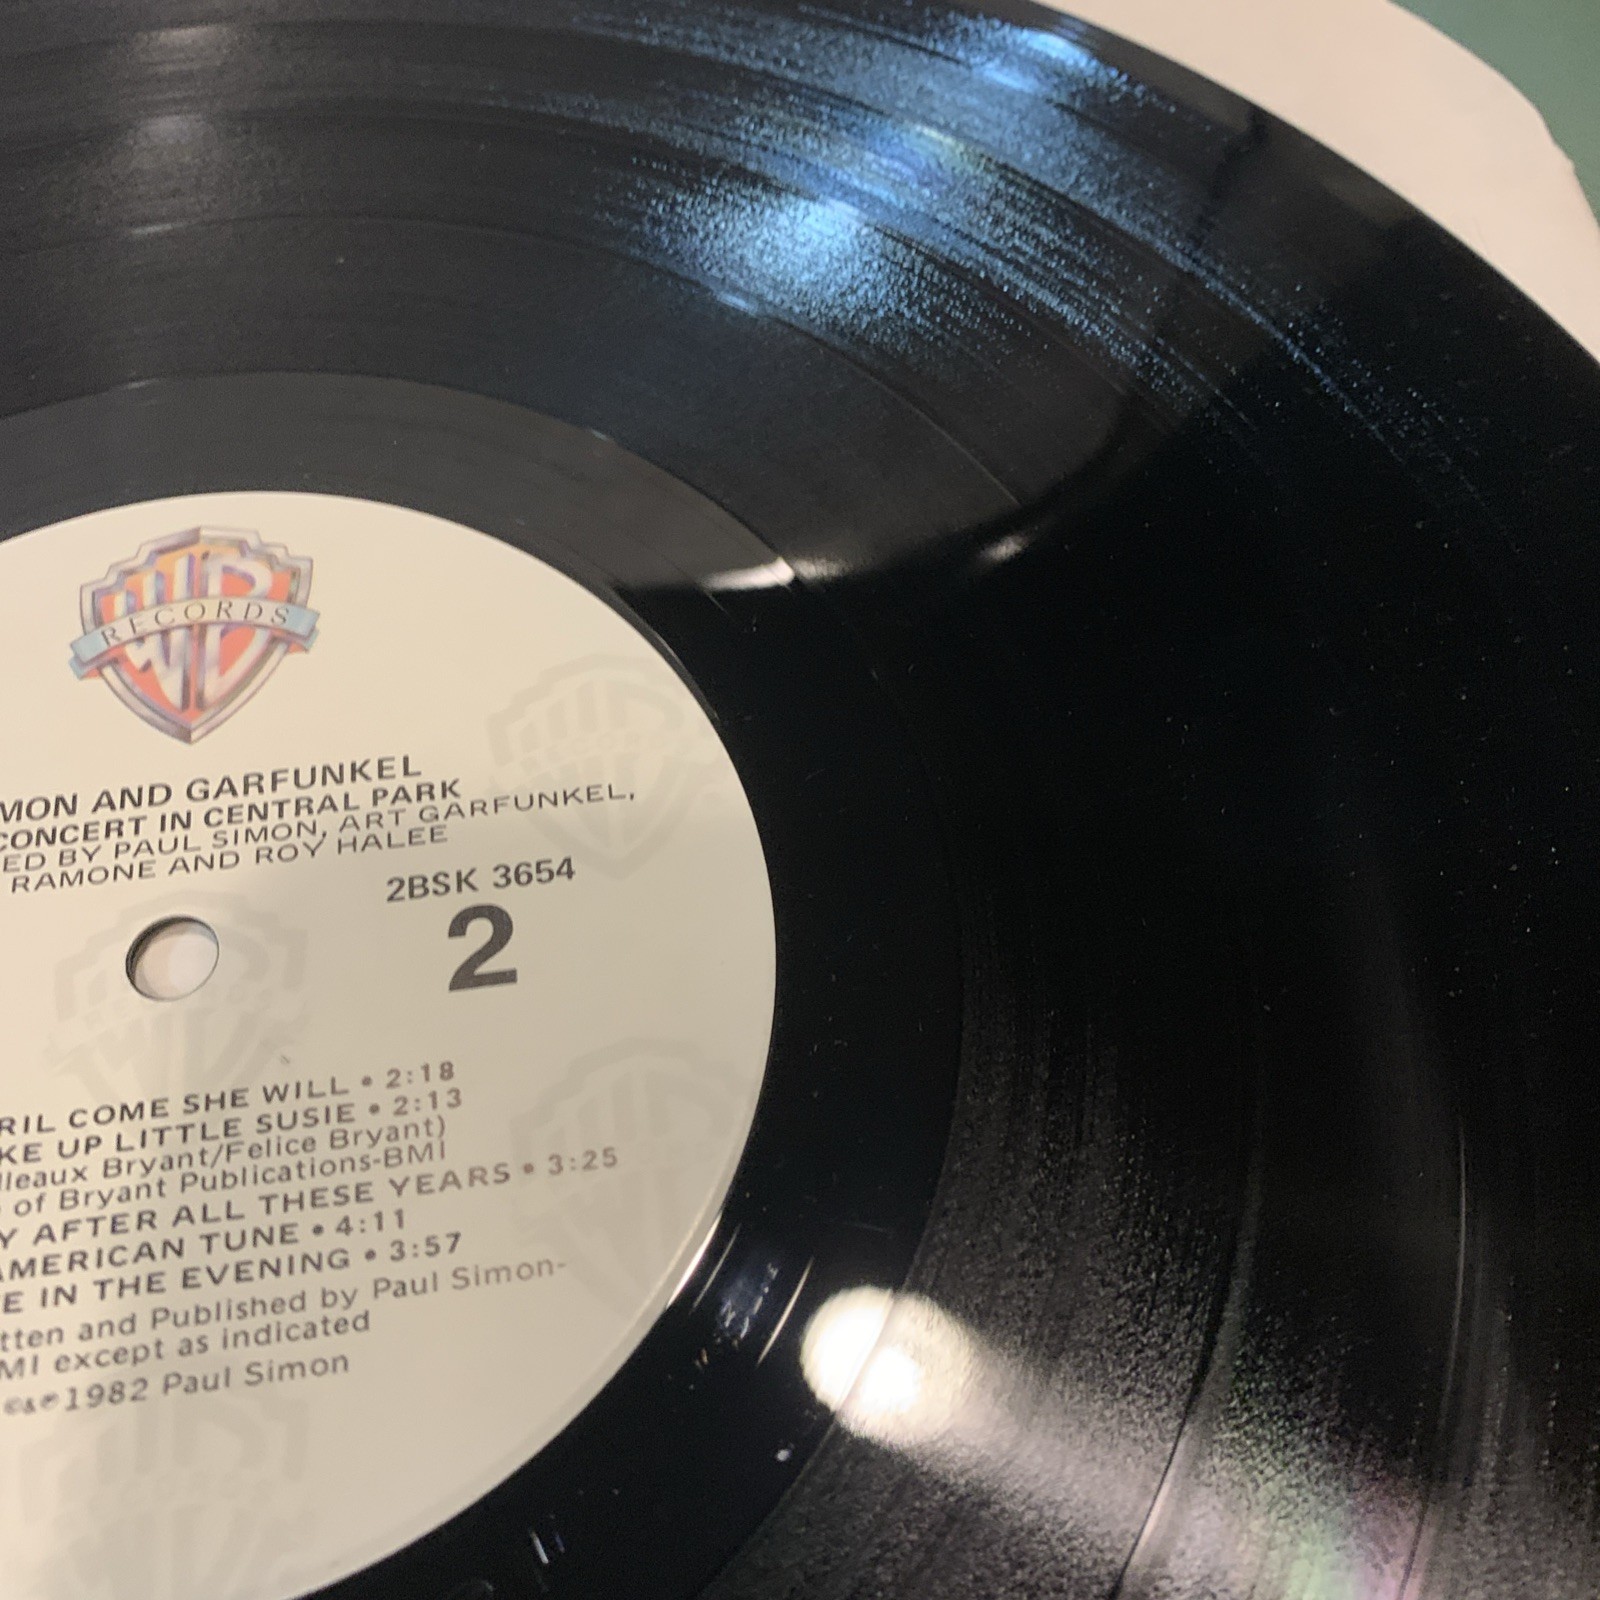 WB
RECORDS
MON AND GARFUNKEL
CONCERT IN CENTRAL PARK
ED BY PAUL SIMON, ART GARFUNKEL,
RAMONE AND ROY HALEE
2BSK 3654
2
RIL COME SHE WILL • 2:18
KE UP LITTLE SUSIE • 2:13
lleaux Bryant/Felice Bryant)
of Bryant Publications-BMI
Y AFTER ALL THESE YEARS • 3:25
AMERICAN TUNE • 4:11
E IN THE EVENING • 3:57
tten and Published by Paul Simon-
MI except as indicated
©&℗1982 Paul Simon